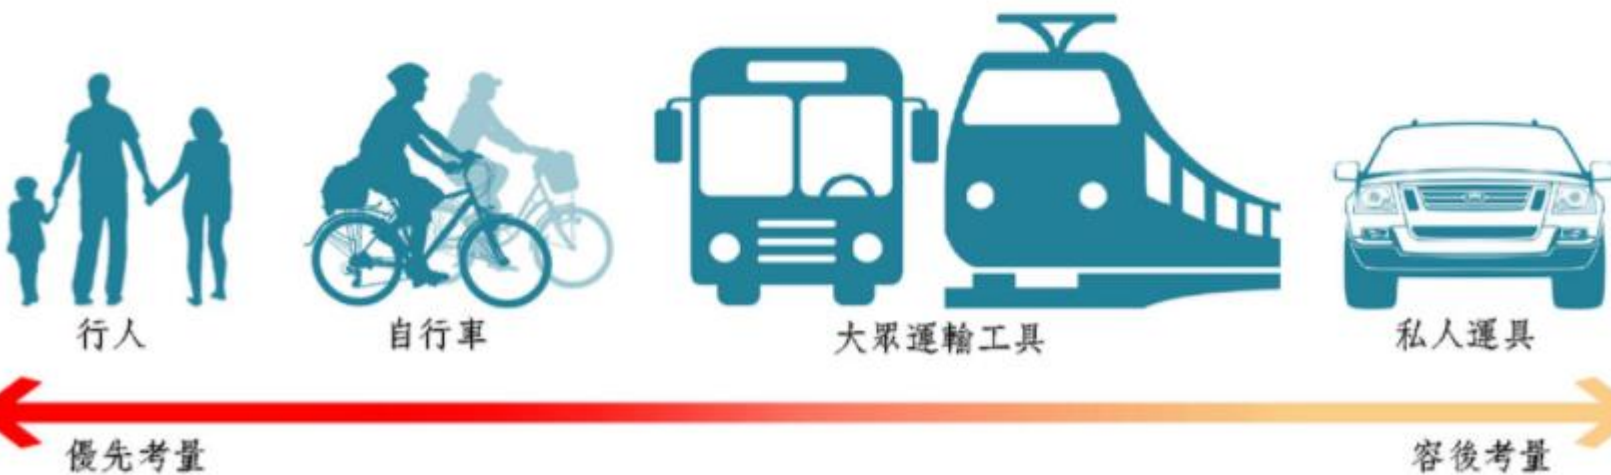 行人
自行車
大眾運輸工具
私人運具
優先考量
容後考量